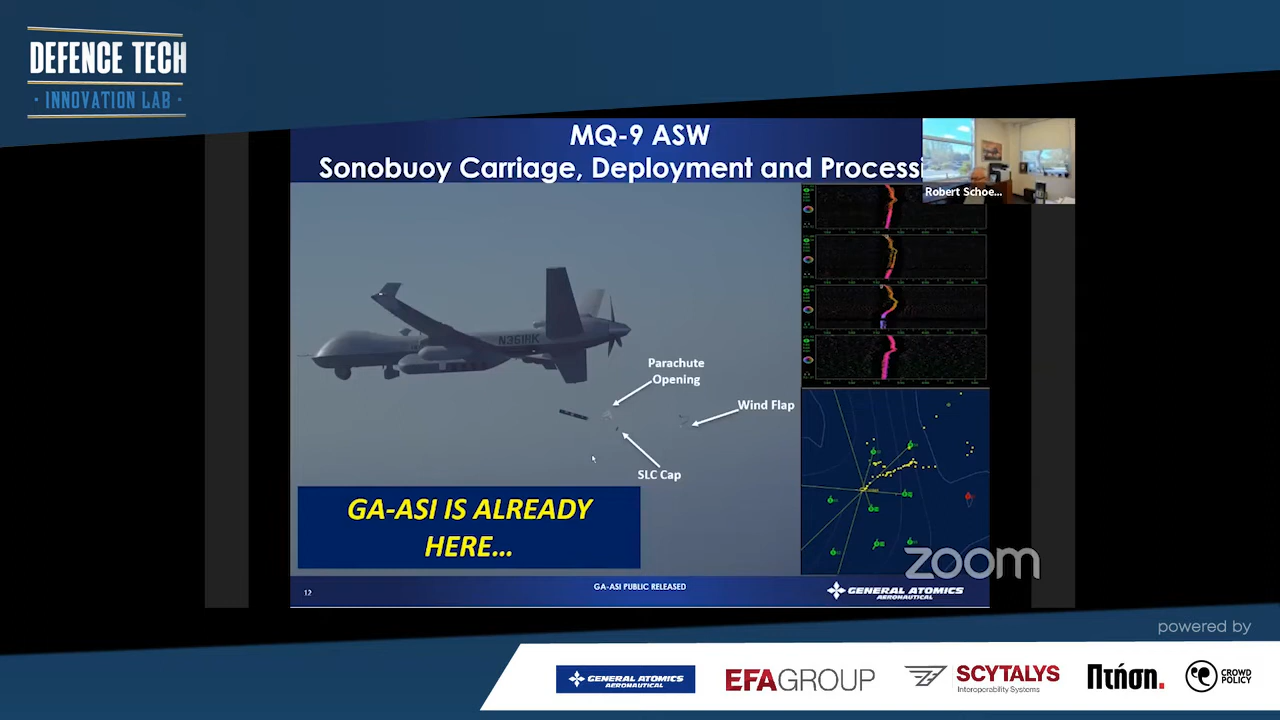 DEFENCE TECH
· INNOVATION LAB ·
MQ-9 ASW
Sonobuoy Carriage, Deployment and Processi
Robert Schoe...
N361RK
Parachute
Opening
Wind Flap
SLC Cap
GA-ASI IS ALREADY
HERE...
zoom
12
GA-ASI PUBLIC RELEASED
GENERAL ATOMICS
AERONAUTICAL
powered by
GENERAL ATOMICS
AERONAUTICAL
EFAGROUP
SCYTALYS
Interoperability Systems
Πτήση.
CROWD
POLICY